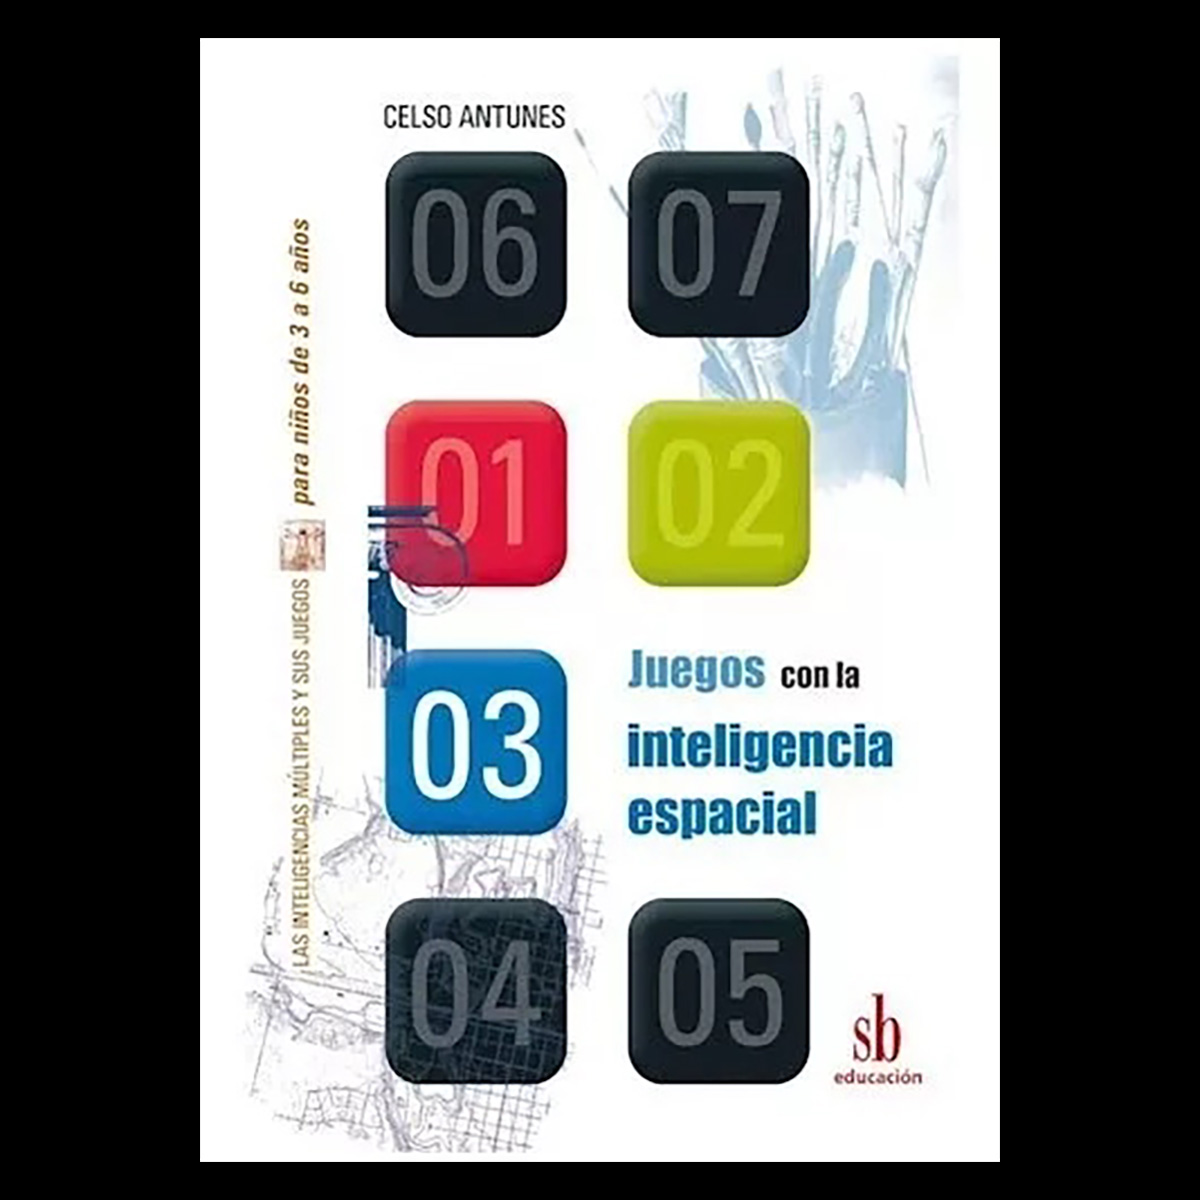 CELSO ANTUNES
06
07
01
02
03
Juegos con la
inteligencia
espacial
04
05
LAS INTELIGENCIAS MÚLTIPLES Y SUS JUEGOS
para niños de 3 a 6 años
sb
educación